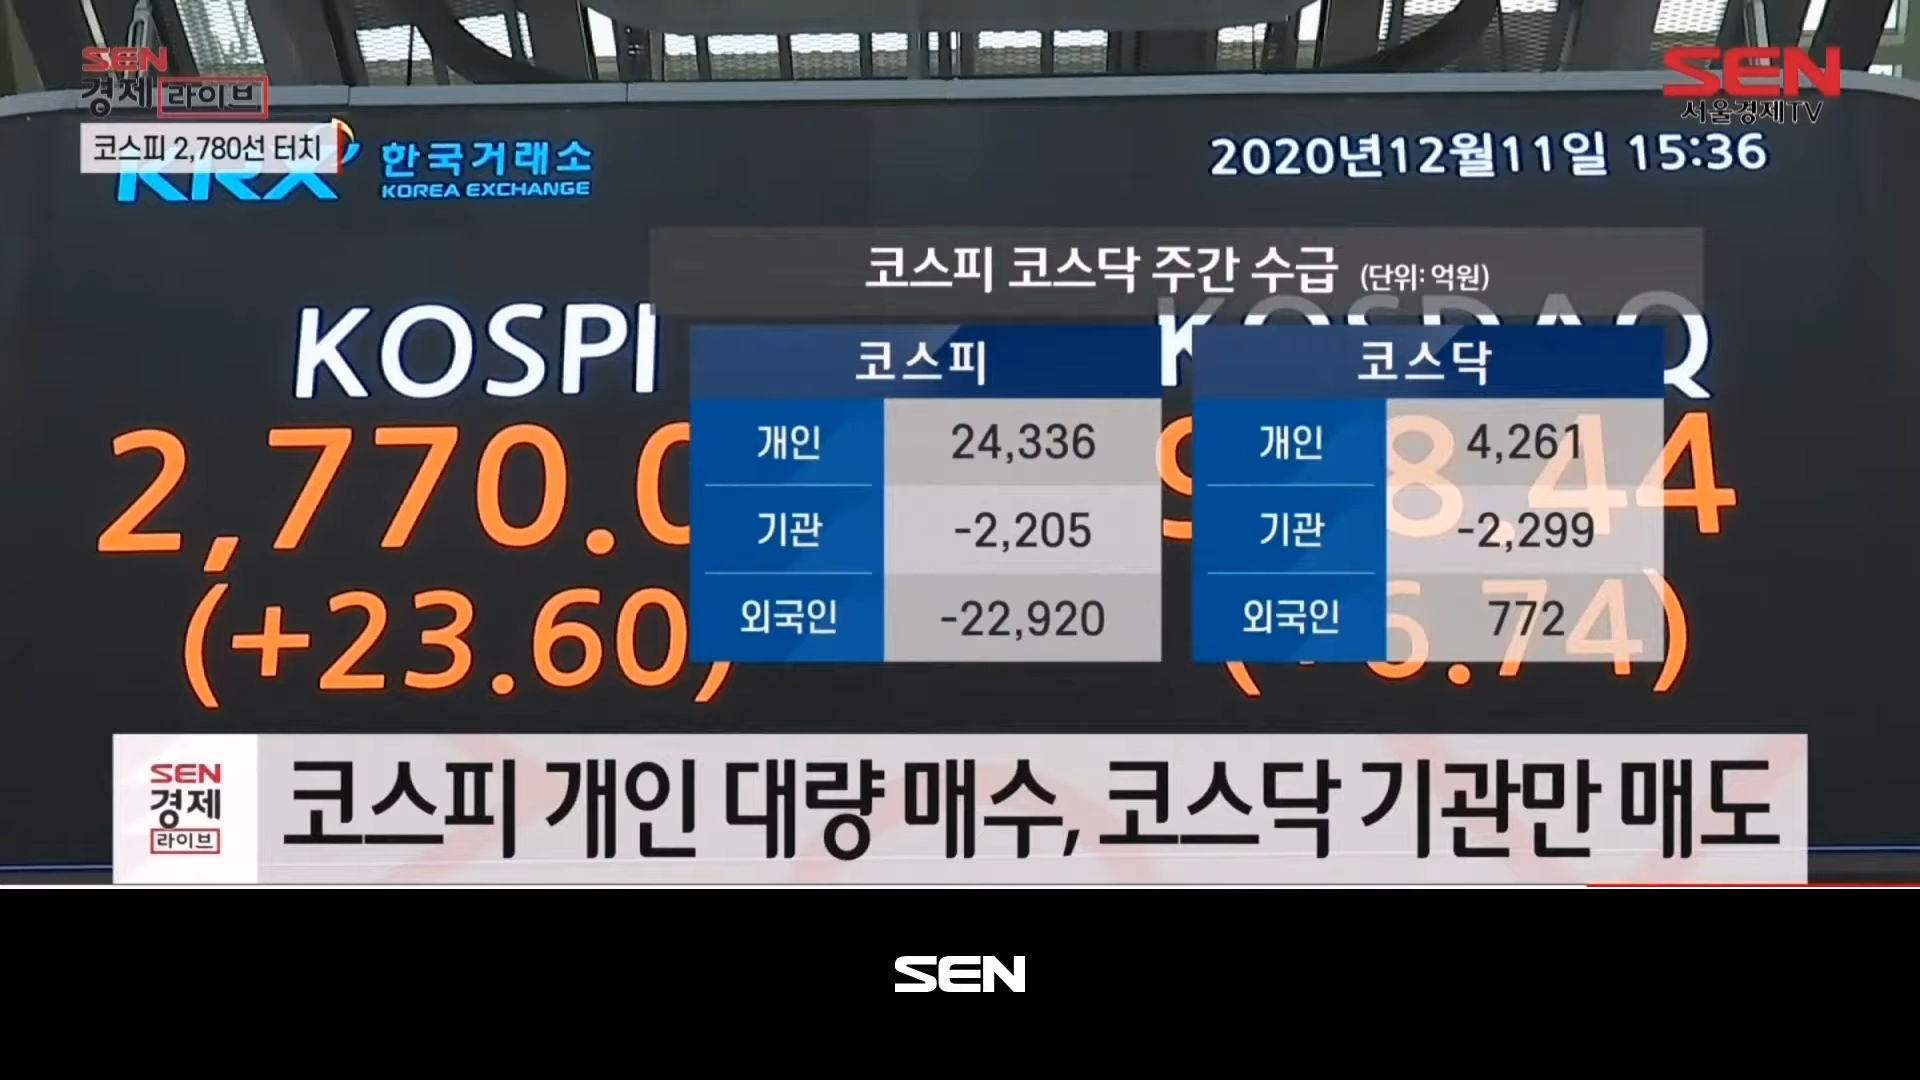 SEN
경제 라이브
코스피 2,780선 터치
SEN
서울경제TV
KRX 한국거래소
KOREA EXCHANGE
2020년12월11일 15:36
코스피 코스닥 주간 수급 (단위: 억원)
KOSPI
KOSDAQ
2,770.0
8.44
(+23.60)
6.74)
코스피
개인 24,336
기관 -2,205
외국인 -22,920
코스닥
개인 4,261
기관 -2,299
외국인 772
SEN
경제
라이브
코스피 개인 대량 매수, 코스닥 기관만 매도
SEN